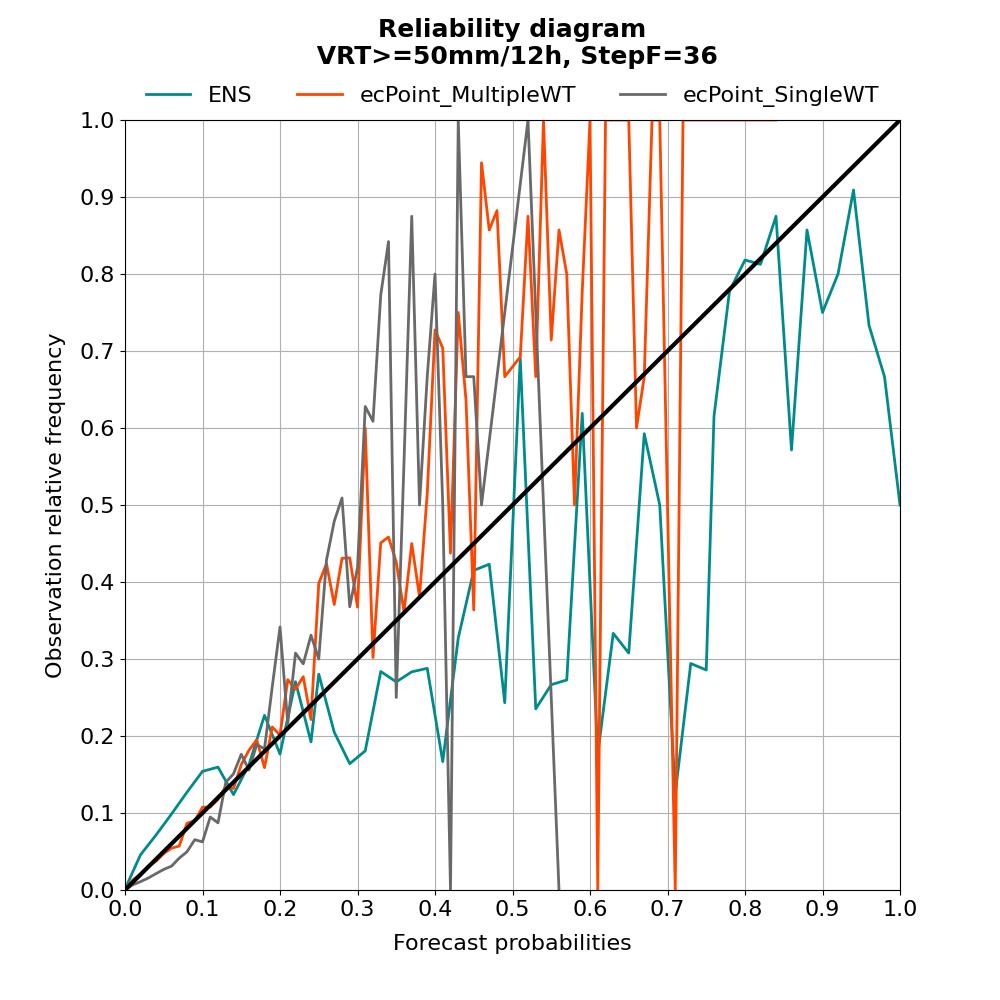 Reliability diagram
VRT>=50mm/12h, StepF=36
ENS ecPoint_MultipleWT ecPoint_SingleWT
1.0
0.9
0.8
0.7
0.6
0.5
0.4
0.3
0.2
0.1
0.0
Observation relative frequency
0.0 0.1 0.2 0.3 0.4 0.5 0.6 0.7 0.8 0.9 1.0
Forecast probabilities